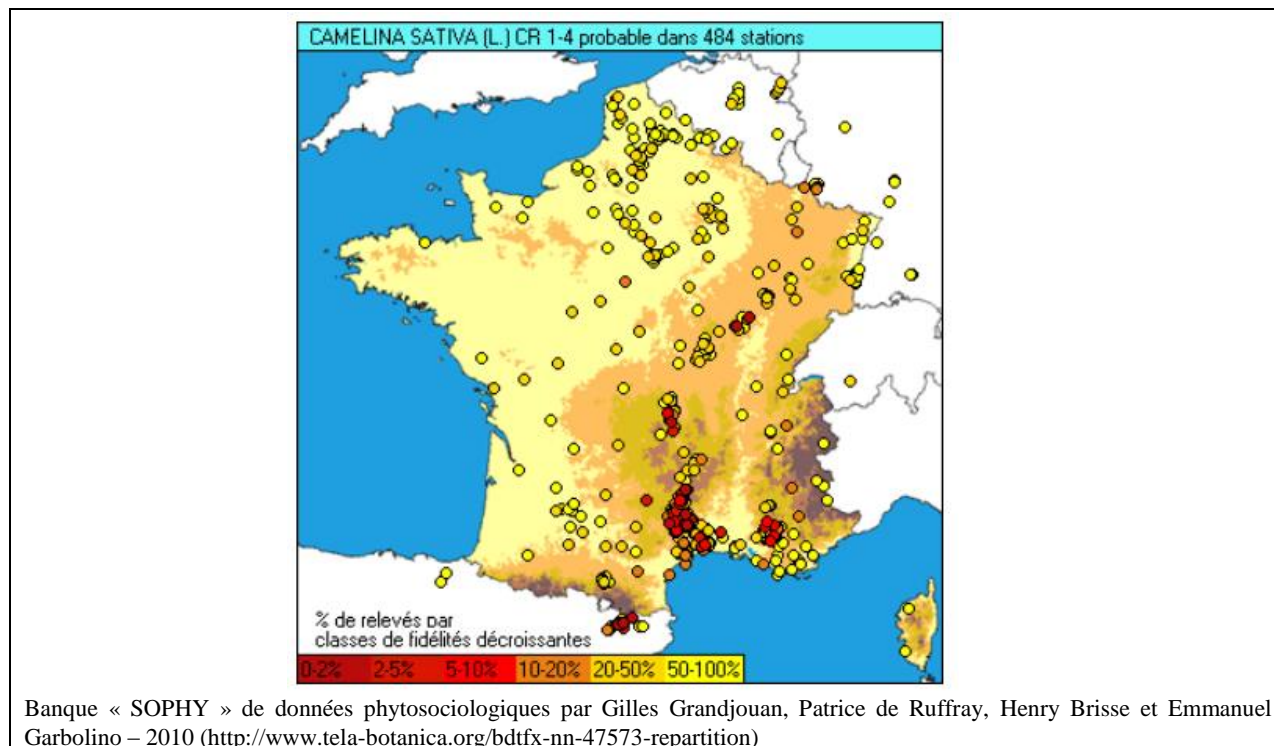 CAMELINA SATIVA (L.) CR 1-4 probable dans 484 stations
% de relevés par
classes de fidélités décroissantes
0-2% 2-5% 5-10% 10-20% 20-50% 50-100%
Banque « SOPHY » de données phytosociologiques par Gilles Grandjouan, Patrice de Ruffray, Henry Brisse et Emmanuel
Garbolino – 2010 (http://www.tela-botanica.org/bdtfx-nn-47573-repartition)